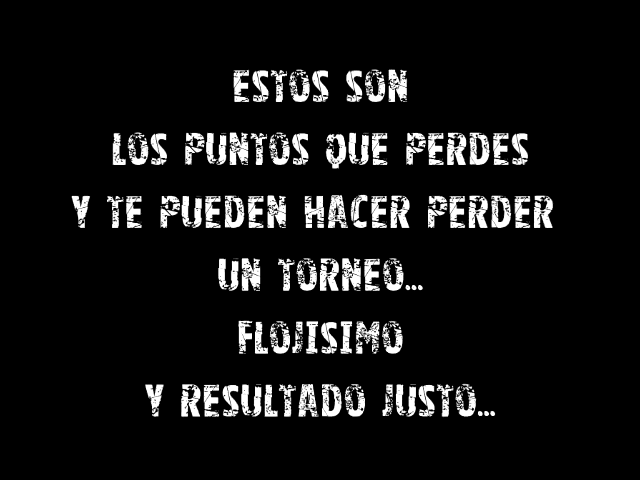 ESTOS SON
LOS PUNTOS QUE PERDES
Y TE PUEDEN HACER PERDER
UN TORNEO...
FLOJISIMO
Y RESULTADO JUSTO...